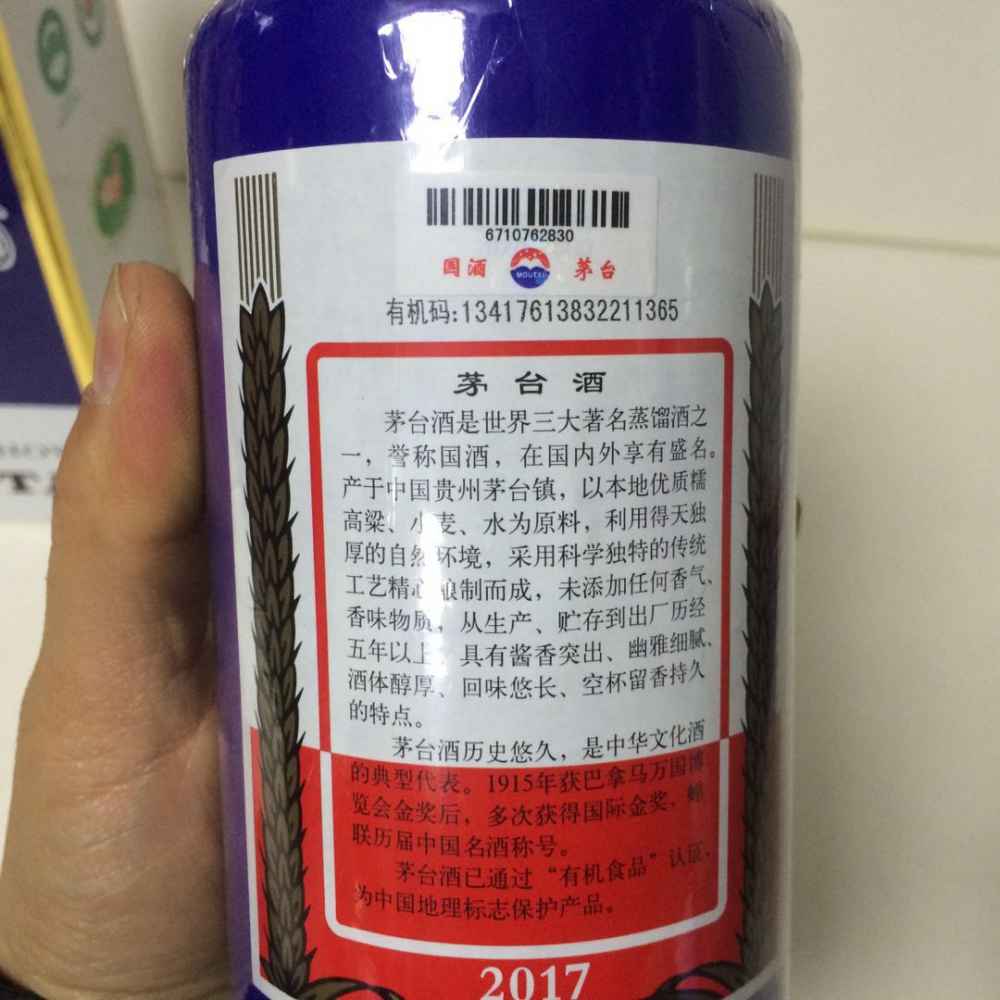 6710762830
国酒 MOUTAI 茅台
有机码:13417613832211365
茅台酒
茅台酒是世界三大著名蒸馏酒之
一，誉称国酒，在国内外享有盛名。
产于中国贵州茅台镇，以本地优质糯
高粱、小麦、水为原料，利用得天独
厚的自然环境，采用科学独特的传统
工艺精心酿制而成，未添加任何香气、
香味物质，从生产、贮存到出厂历经
五年以上，具有酱香突出、幽雅细腻、
酒体醇厚、回味悠长、空杯留香持久
的特点。
茅台酒历史悠久，是中华文化酒
的典型代表。1915年获巴拿马万国博
览会金奖后，多次获得国际金奖，蝉
联历届中国名酒称号。
茅台酒已通过“有机食品”认证，
为中国地理标志保护产品。
2017